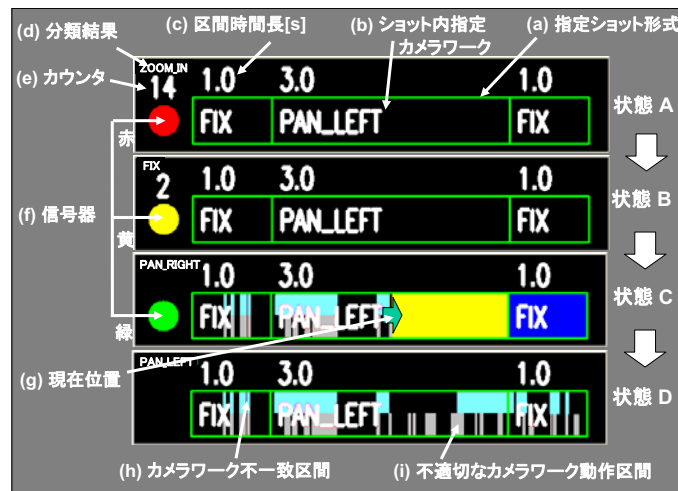 (d) 分類結果
(c) 区間時間長[s]
(b) ショット内指定
カメラワーク
(a) 指定ショット形式
(e) カウンタ
ZOOM_IN
14
1.0
3.0
1.0
FIX
PAN_LEFT
FIX
状態 A
赤
FIX
2
1.0
3.0
1.0
FIX
PAN_LEFT
FIX
状態 B
(f) 信号器
黄
PAN_RIGHT
1.0
3.0
1.0
FIX
PAN_LEFT
FIX
状態 C
緑
(g) 現在位置
PAN_LEFT
1.0
3.0
1.0
FIX
PAN_LEFT
FIX
状態 D
(h) カメラワーク不一致区間
(i) 不適切なカメラワーク動作区間